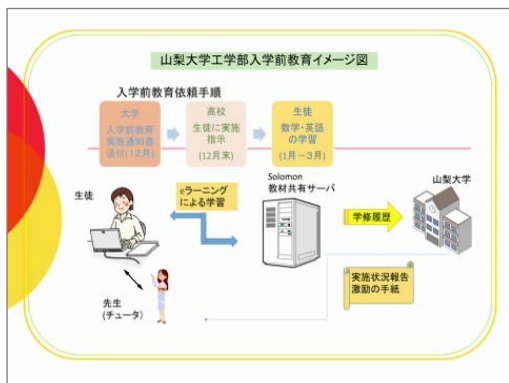 山梨大学工学部入学前教育イメージ図
入学前教育依頼手順
大学
入学前教育
実施通知書
送付(12月)
高校
生徒に実施
指示
(12月末)
生徒
数学・英語
の学習
(1月～3月)
生徒
eラーニング
による学習
Solomon
教材共有サーバ
学修履歴
山梨大学
実施状況報告
激励の手紙
先生
(チュータ)